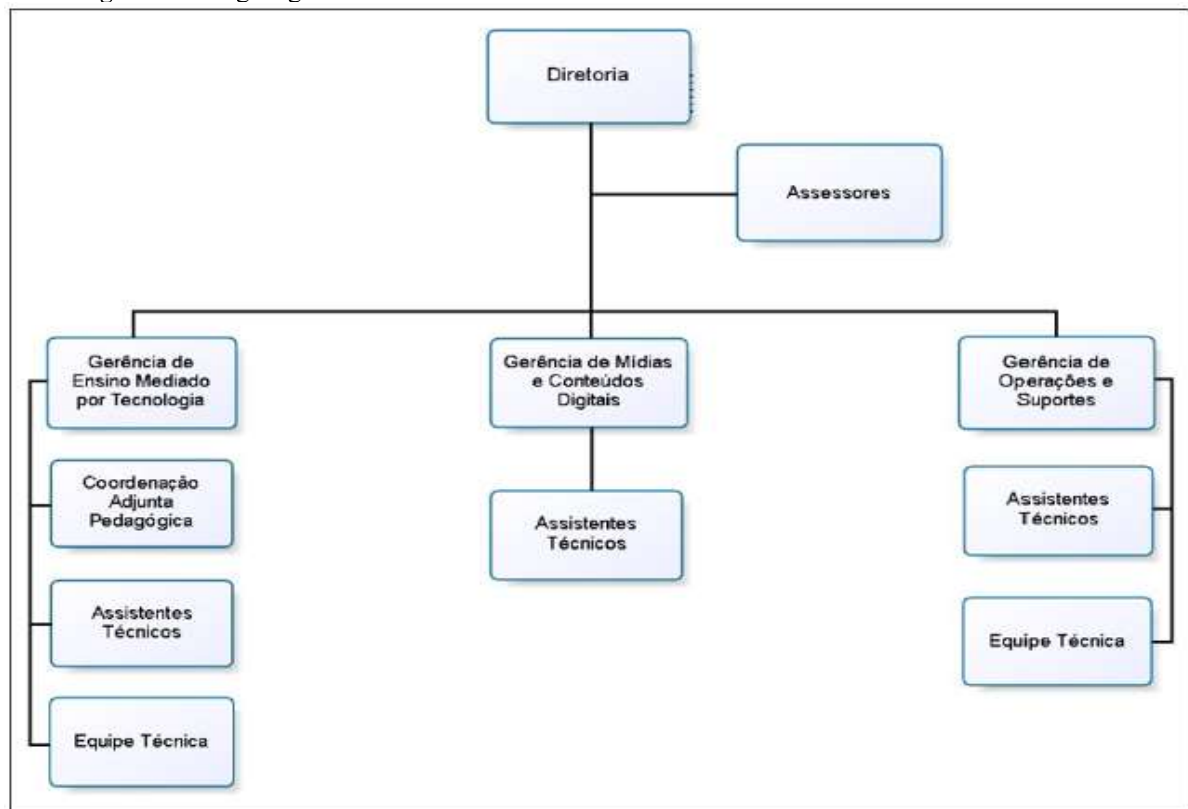 Diretoria
Assessores
Gerência de
Ensino Mediado
por Tecnologia
Coordenação
Adjunta
Pedagógica
Assistentes
Técnicos
Equipe Técnica
Gerência de Mídias
e Conteúdos
Digitais
Assistentes
Técnicos
Gerência de
Operações e
Suportes
Assistentes
Técnicos
Equipe Técnica